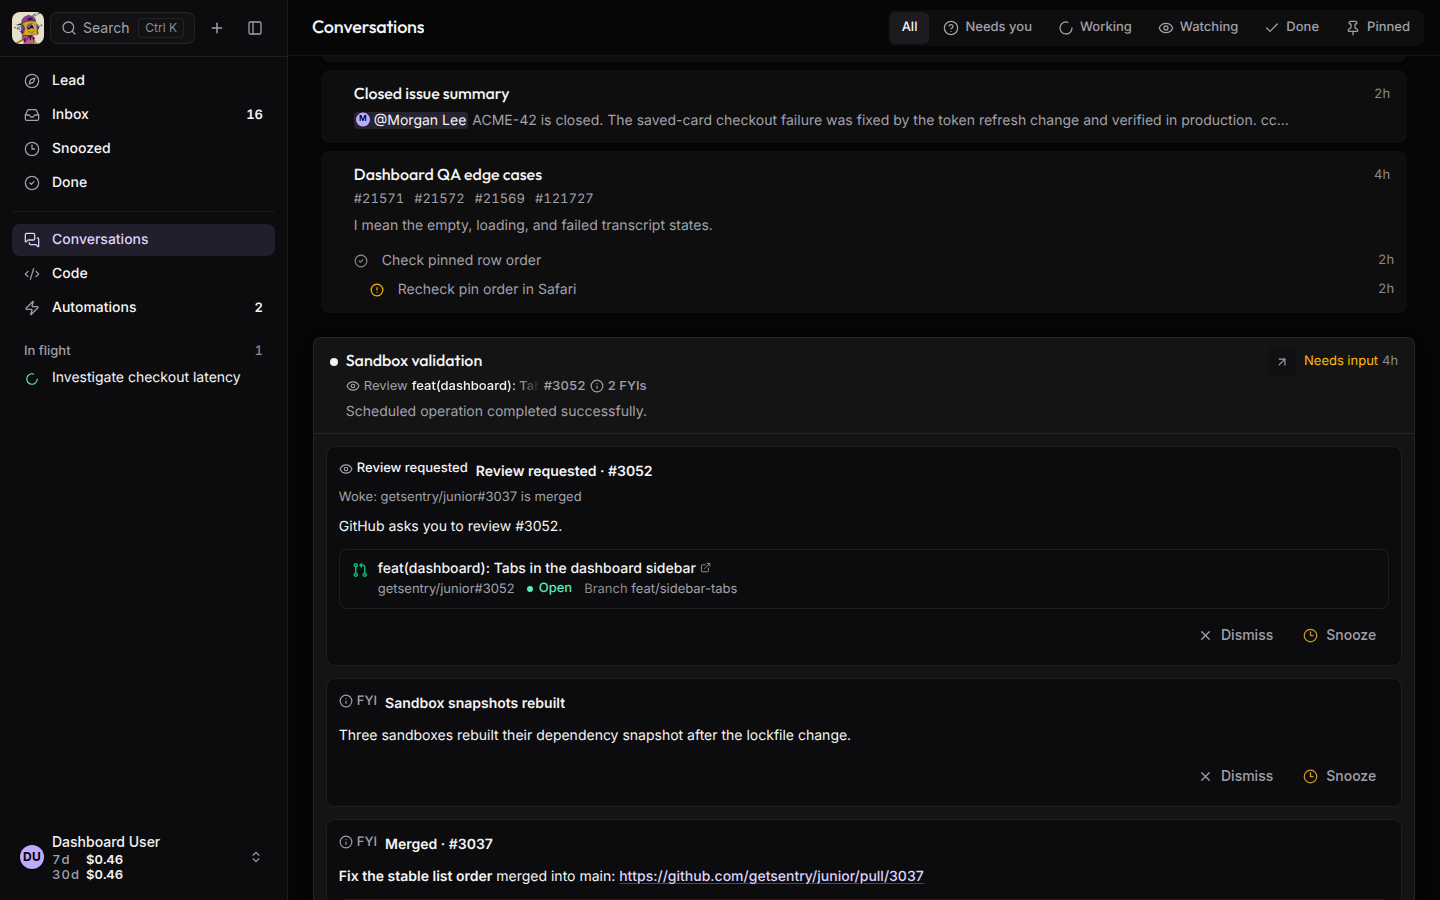 Search Ctrl K
Lead
Inbox 16
Snoozed
Done
Conversations
Code
Automations 2
In flight 1
Investigate checkout latency
DU
Dashboard User
7d $0.46
30d $0.46
Conversations
All Needs you Working Watching Done Pinned
Closed issue summary 2h
M @Morgan Lee ACME-42 is closed. The saved-card checkout failure was fixed by the token refresh change and verified in production. cc...
Dashboard QA edge cases 4h
#21571 #21572 #21569 #121727
I mean the empty, loading, and failed transcript states.
Check pinned row order 2h
Recheck pin order in Safari 2h
Sandbox validation Needs input 4h
Review feat(dashboard): Tal #3052 2 FYIs
Scheduled operation completed successfully.
Review requested Review requested · #3052
Woke: getsentry/junior#3037 is merged
GitHub asks you to review #3052.
feat(dashboard): Tabs in the dashboard sidebar
getsentry/junior#3052 Open Branch feat/sidebar-tabs
Dismiss Snooze
FYI Sandbox snapshots rebuilt
Three sandboxes rebuilt their dependency snapshot after the lockfile change.
Dismiss Snooze
FYI Merged · #3037
Fix the stable list order merged into main: https://github.com/getsentry/junior/pull/3037